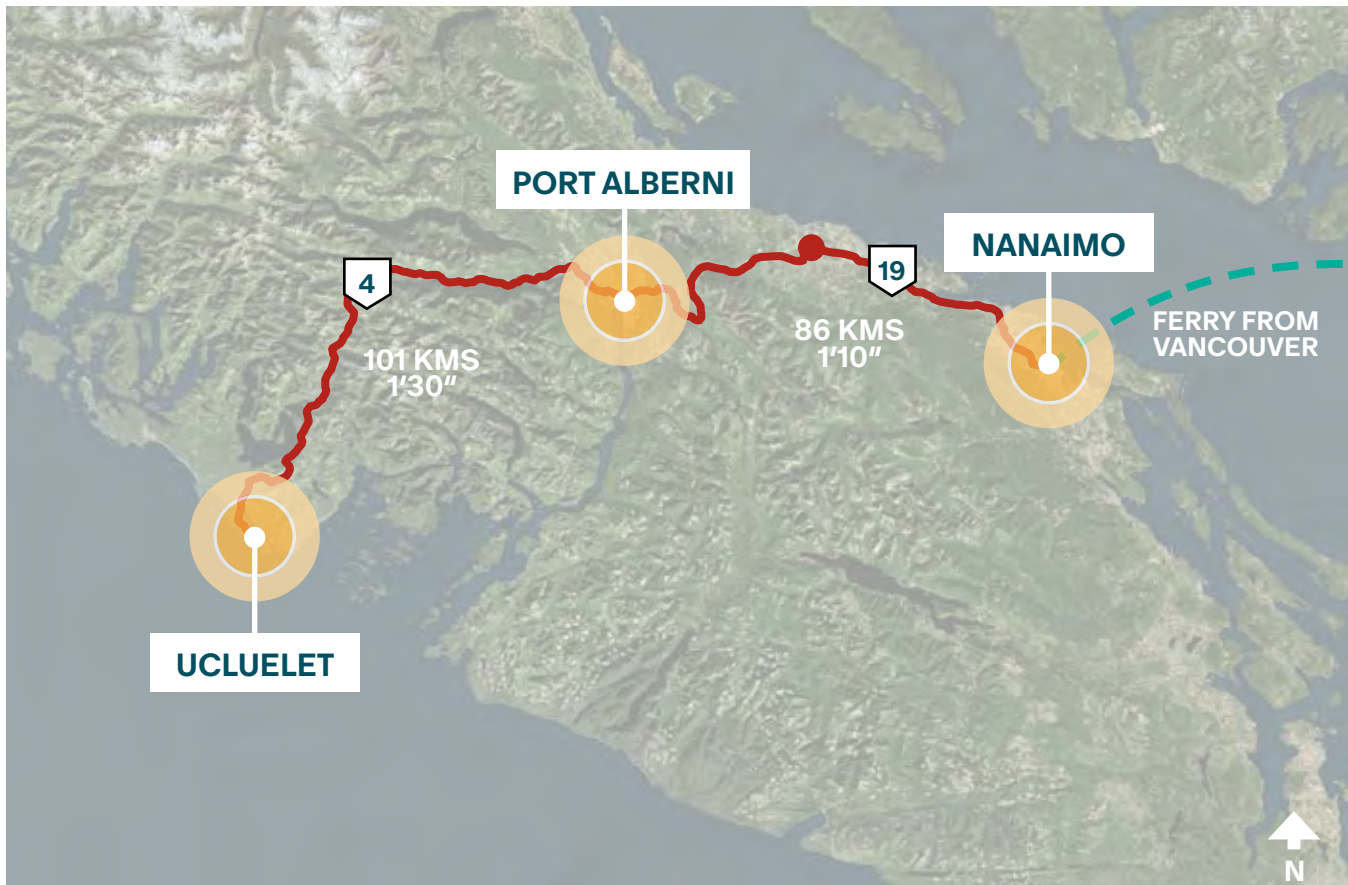 PORT ALBERNI
NANAIMO
4
19
FERRY FROM
VANCOUVER
86 KMS
1'10"
101 KMS
1'30"
UCLUELET
N